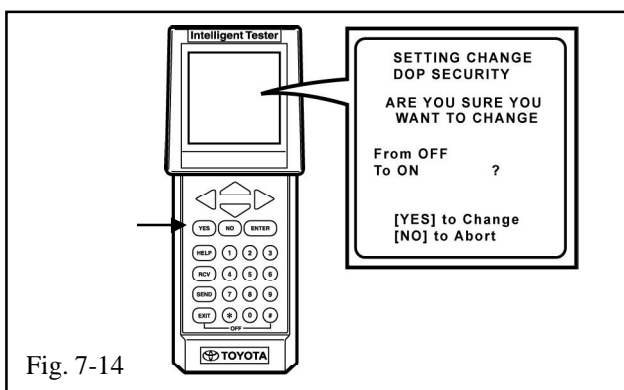 Intelligent Tester
SETTING CHANGE
DOP SECURITY
ARE YOU SURE YOU
WANT TO CHANGE
From OFF
To ON ?
[YES] to Change
[NO] to Abort
YES NO ENTER
HELP 1 2 3
RCV 4 5 6
SEND 7 8 9
EXIT * 0 #
OFF
TOYOTA
Fig. 7-14